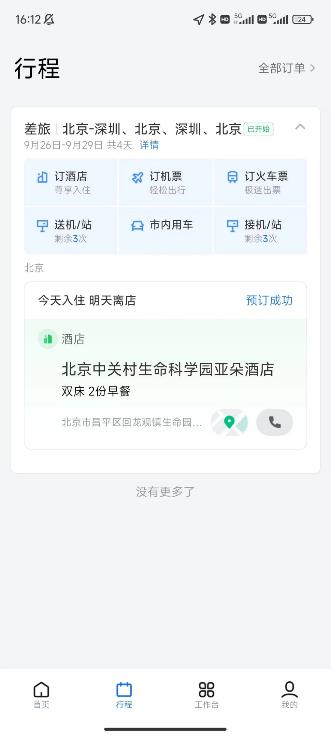 16:12
5G
5G
24
行程
全部订单
差旅 北京-深圳、北京、深圳、北京 已开始
9月26日-9月29日 共4天 详情
订酒店
尊享入住
订机票
轻松出行
订火车票
极速出票
送机/站
剩余3次
市内用车
接机/站
剩余3次
北京
今天入住 明天离店
预订成功
酒店
北京中关村生命科学园亚朵酒店
双床 2份早餐
北京市昌平区回龙观镇生命园...
没有更多了
首页
行程
工作台
我的